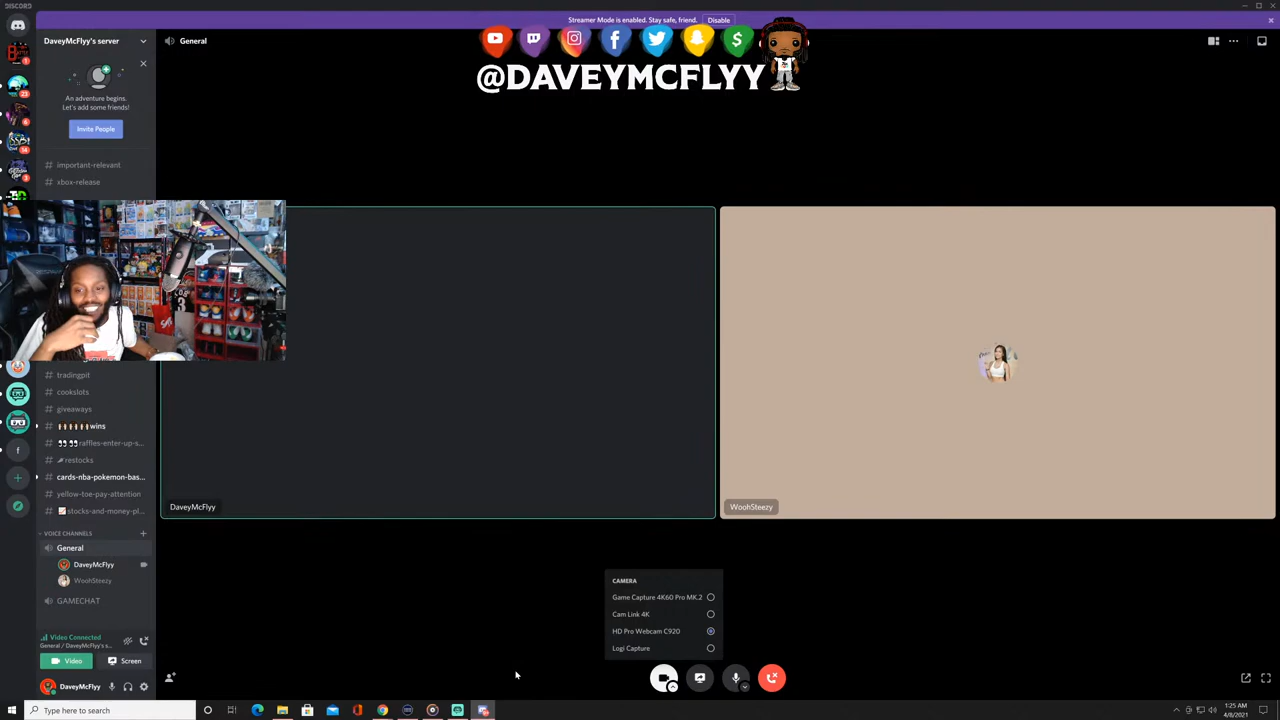 DISCORD
Streamer Mode is enabled. Stay safe, friend.
Disable
DaveyMcFlyy's server
General
@DAVEYMCFLYY
An adventure begins.
Let's add some friends!
Invite People
# important-relevant
# xbox-release
# tradingpit
# cookslots
# giveaways
# wins
# raffles-enter-up-s...
# restocks
# cards-nba-pokemon-bas...
# yellow-toe-pay-attention
# stocks-and-money-pl...
VOICE CHANNELS
General
DaveyMcFlyy
WoohSteezy
GAMECHAT
DaveyMcFlyy
WoohSteezy
CAMERA
Game Capture 4K60 Pro MK.2
Cam Link 4K
HD Pro Webcam C920
Logi Capture
Video Connected
General / DaveyMcFlyy's s...
Video
Screen
DaveyMcFlyy
Type here to search
1:25 AM
4/8/2021